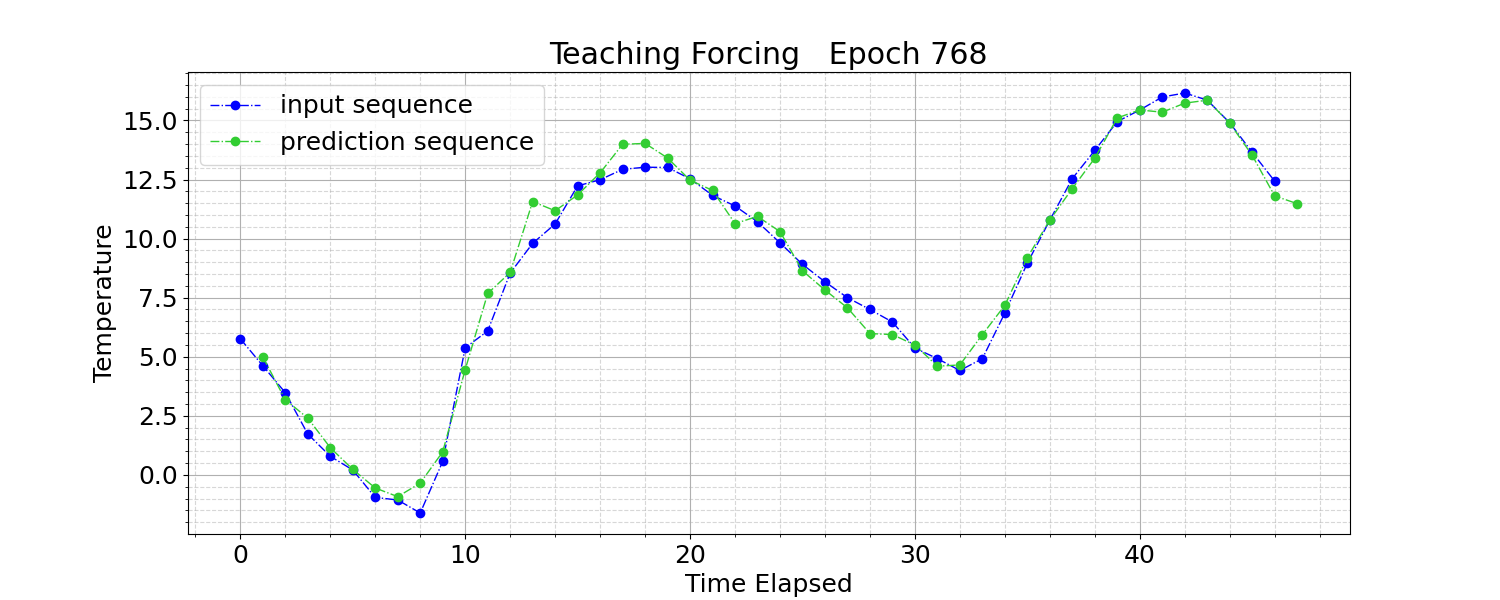 Teaching Forcing   Epoch 768
input sequence
prediction sequence
Temperature
15.0
12.5
10.0
7.5
5.0
2.5
0.0
0 10 20 30 40
Time Elapsed